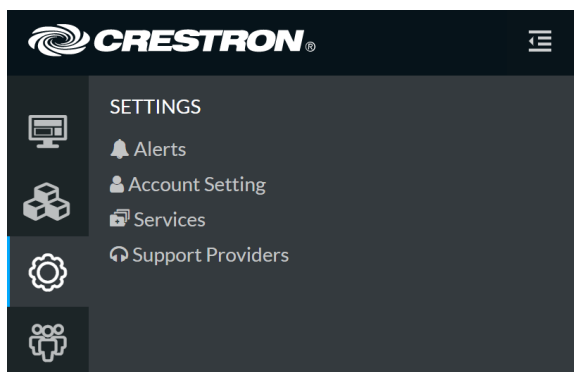 CRESTRON®
SETTINGS
Alerts
Account Setting
Services
Support Providers